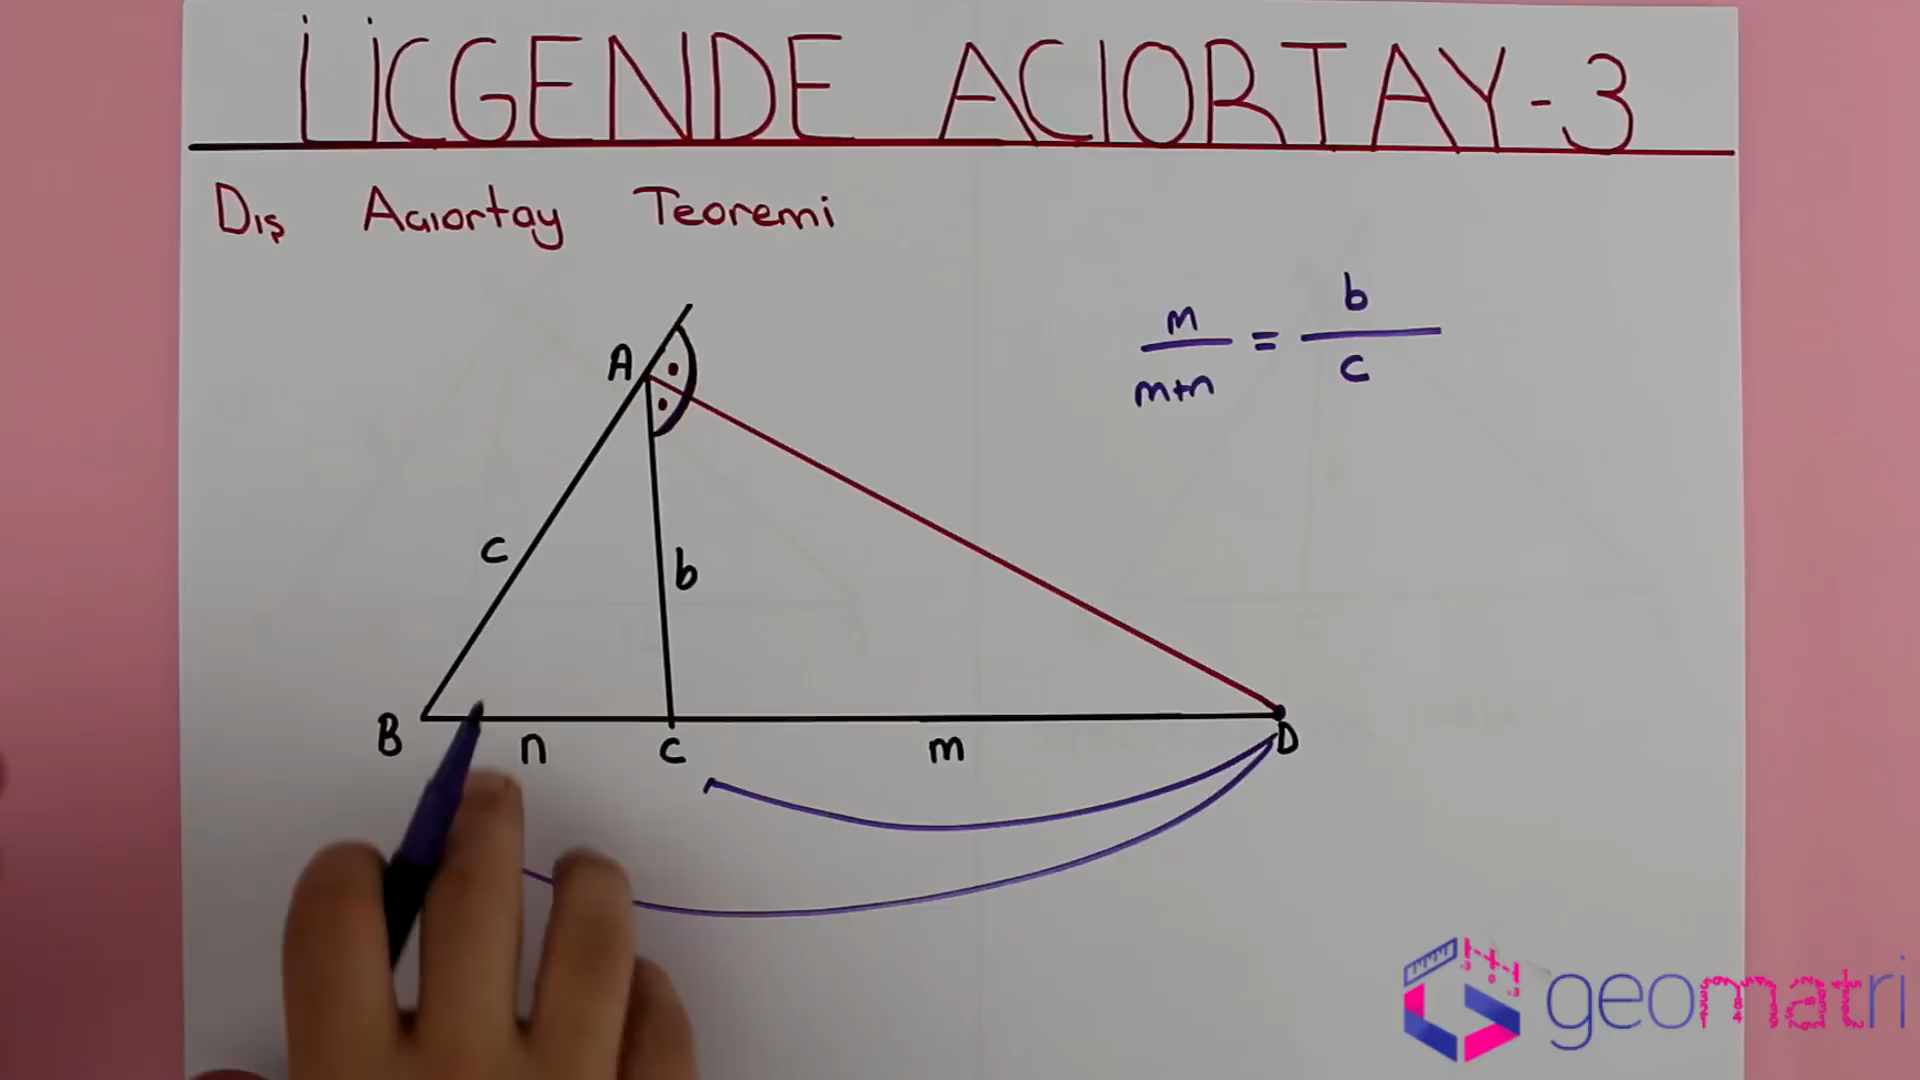 ÜÇGENDE AÇIORTAY-3
Dış Açıortay Teoremi
m
m+n
=
b
c
A
c
b
B
n
C
m
D
geomatri